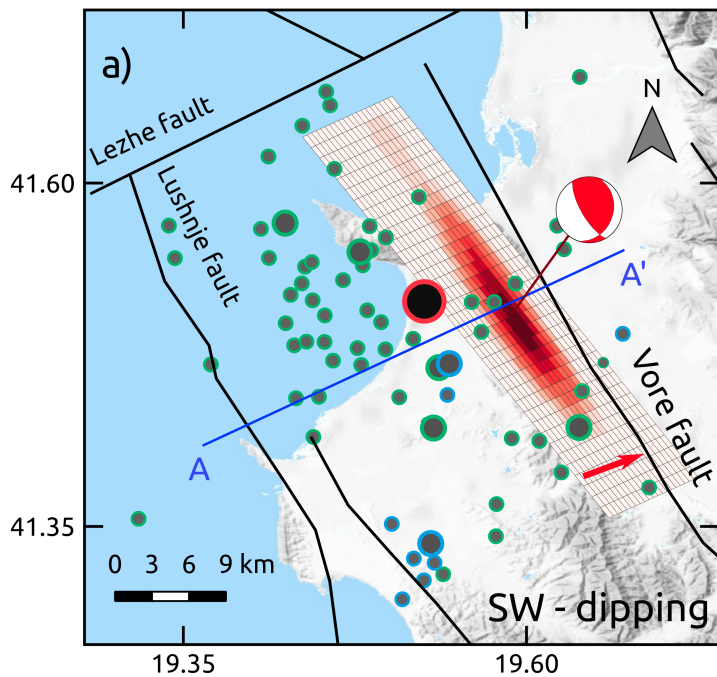 a)
N
Lezhe fault
Lushnje fault
41.60
A'
Vore fault
A
41.35
0 3 6 9 km
SW - dipping
19.35 19.60